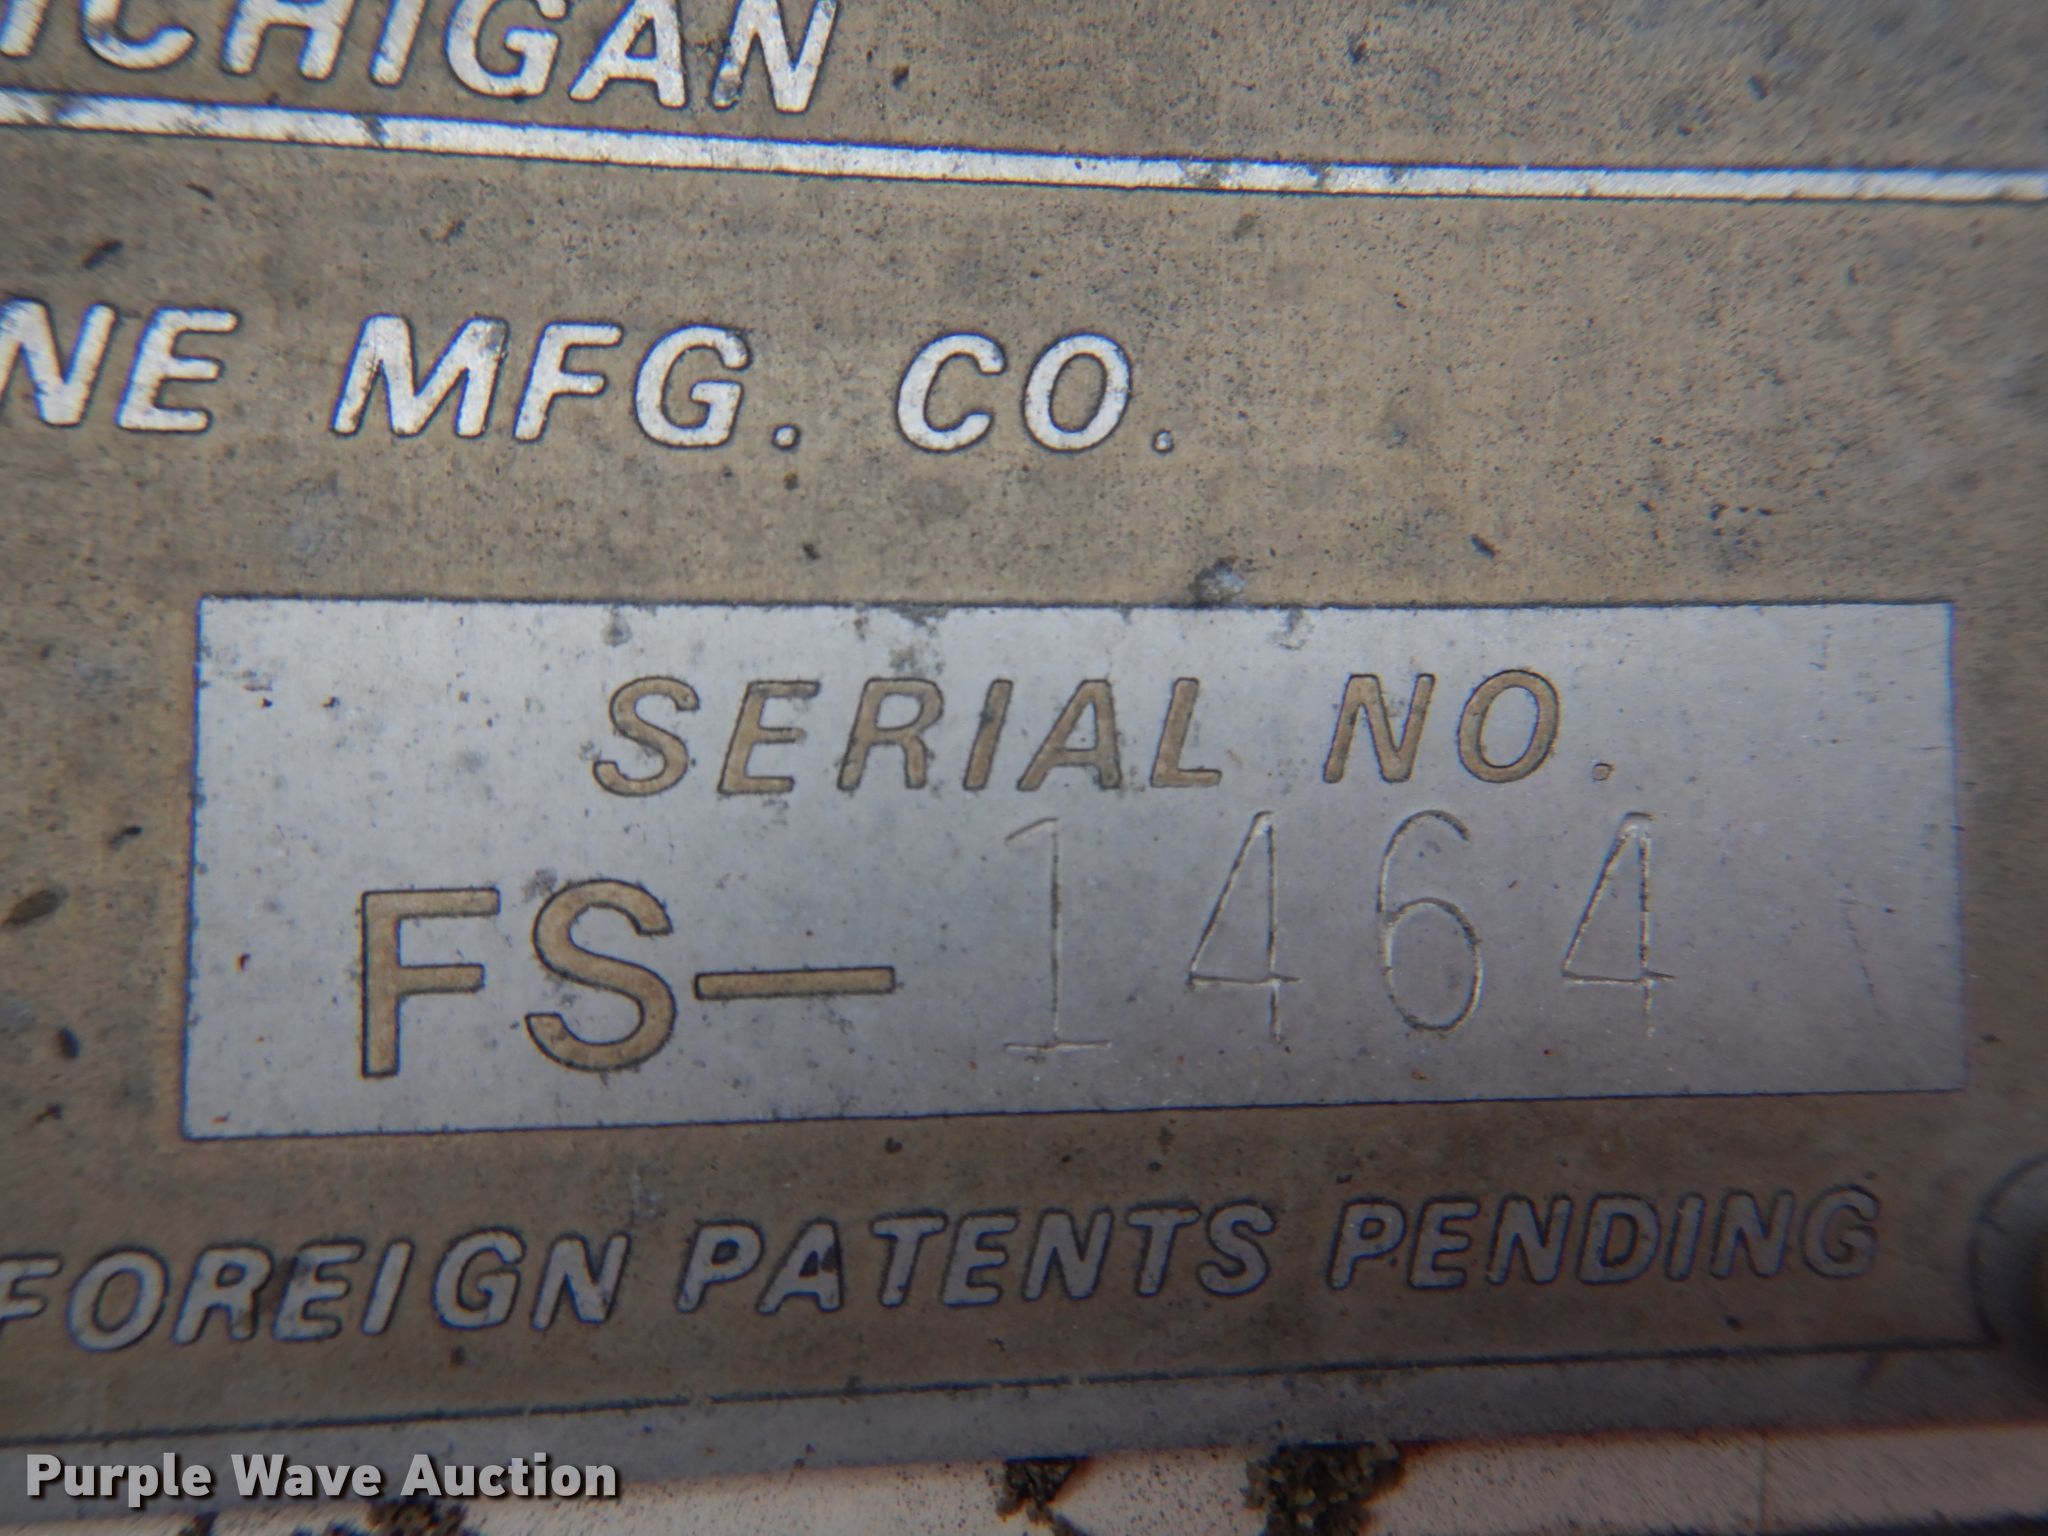 ICHIGAN
NE MFG. CO.
SERIAL NO.
FS-1464
FOREIGN PATENTS PENDING
Purple Wave Auction